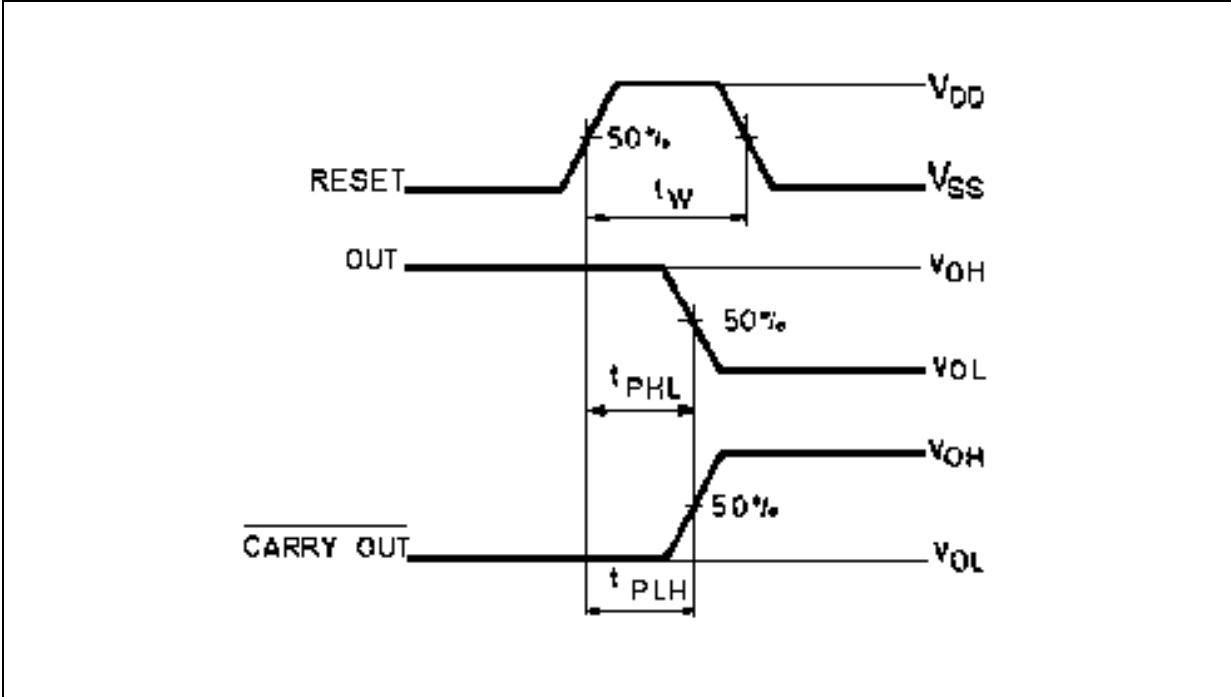 VDD
50%
RESET
VSS
tW
OUT
VOH
50%
VOL
tPHL
VOH
50%
CARRY OUT
VOL
tPLH